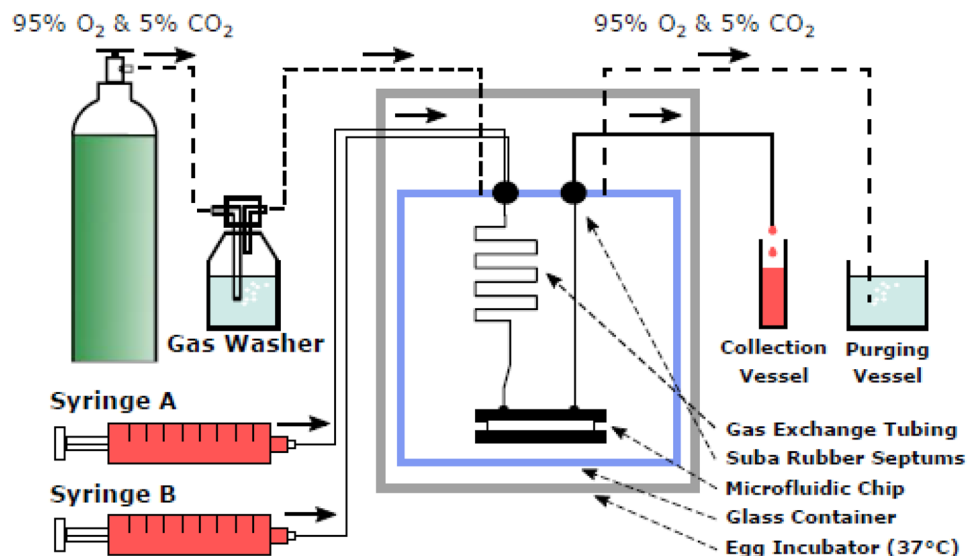 95% O₂ & 5% CO₂
95% O₂ & 5% CO₂
Gas Washer
Collection
Vessel
Purging
Vessel
Syringe A
Syringe B
Gas Exchange Tubing
Suba Rubber Septums
Microfluidic Chip
Glass Container
Egg Incubator (37°C)